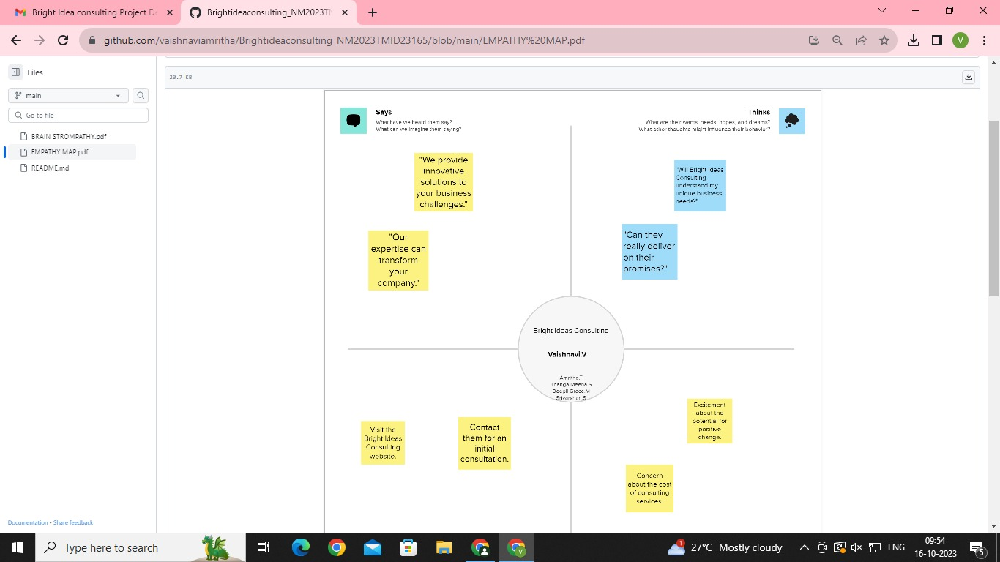 Bright Idea consulting Project De
Brightideaconsulting_NM2023TM
github.com/vaishnaviamritha/Brightideaconsulting_NM2023TMID23165/blob/main/EMPATHY%20MAP.pdf
V
Files
main
Go to file
BRAIN STROMPATHY.pdf
EMPATHY MAP.pdf
README.md
Documentation • Share feedback
20.7 KB
Says
What have we heard them say?
What can we imagine them saying?
Thinks
What are their wants, needs, hopes, and dreams?
What other thoughts might influence their behavior?
"We provide
innovative
solutions to
your business
challenges."
"Our
expertise can
transform
your
company."
"Will Bright Ideas
Consulting
understand my
unique business
needs?"
"Can they
really deliver
on their
promises?"
Bright Ideas Consulting
Vaishnavi.V
Amritha.T
Thanga Meena.S
Deepii Grace.M
Srivarshan.S
Visit the
Bright Ideas
Consulting
website.
Contact
them for an
initial
consultation.
Excitement
about the
potential for
positive
change.
Concern
about the cost
of consulting
services.
Type here to search
V
1
27°C Mostly cloudy
ENG
09:54
16-10-2023
5